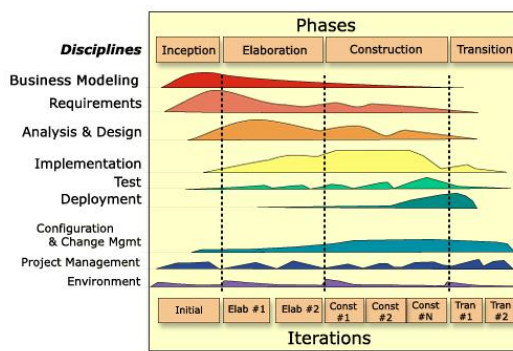 Phases
Disciplines
Inception
Elaboration
Construction
Transition
Business Modeling
Requirements
Analysis & Design
Implementation
Test
Deployment
Configuration
& Change Mgmt
Project Management
Environment
Initial
Elab #1
Elab #2
Const
#1
Const
#2
Const
#N
Tran
#1
Tran
#2
Iterations